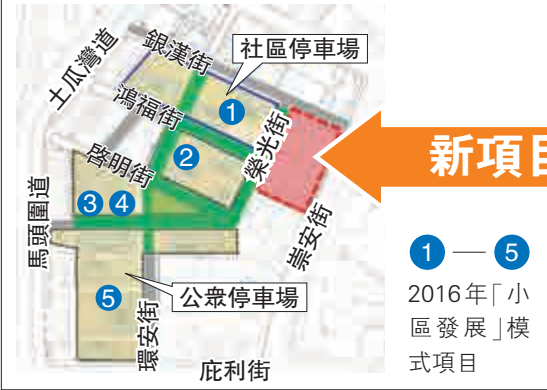 土瓜灣道
銀漢街
社區停車場
鴻福街
1
榮光街
2
啓明街
新項目
3 4
馬頭圍道
崇安街
1 — 5
2016年「小
區發展」模
式項目
5
公衆停車場
環安街
庇利街